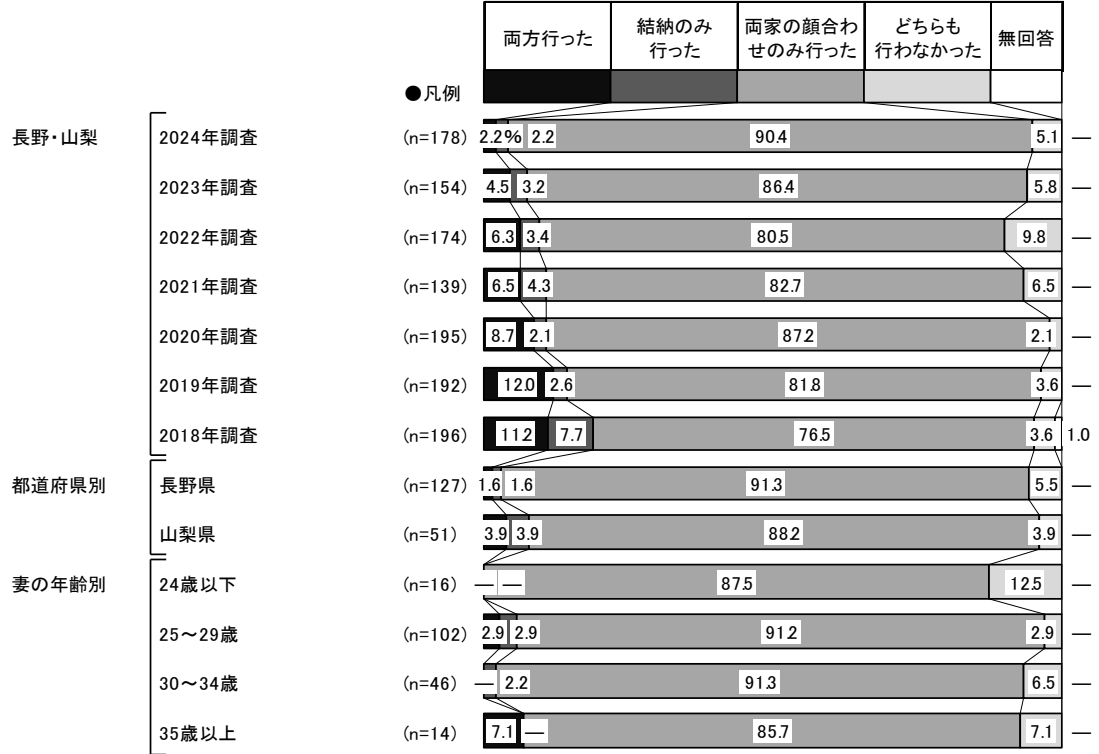 両方行った 結納のみ 両家の顔合わ どちらも 無回答
行った せのみ行った 行わなかった
●凡例
長野・山梨 2024年調査 (n=178) 2.2% 2.2 90.4 5.1 ―
2023年調査 (n=154) 4.5 3.2 86.4 5.8 ―
2022年調査 (n=174) 6.3 3.4 80.5 9.8 ―
2021年調査 (n=139) 6.5 4.3 82.7 6.5 ―
2020年調査 (n=195) 8.7 2.1 87.2 2.1 ―
2019年調査 (n=192) 12.0 2.6 81.8 3.6 ―
2018年調査 (n=196) 11.2 7.7 76.5 3.6 1.0
都道府県別 長野県 (n=127) 1.6 1.6 91.3 5.5 ―
山梨県 (n=51) 3.9 3.9 88.2 3.9 ―
妻の年齢別 24歳以下 (n=16) ― ― 87.5 12.5 ―
25～29歳 (n=102) 2.9 2.9 91.2 2.9 ―
30～34歳 (n=46) ― 2.2 91.3 6.5 ―
35歳以上 (n=14) 7.1 ― 85.7 7.1 ―